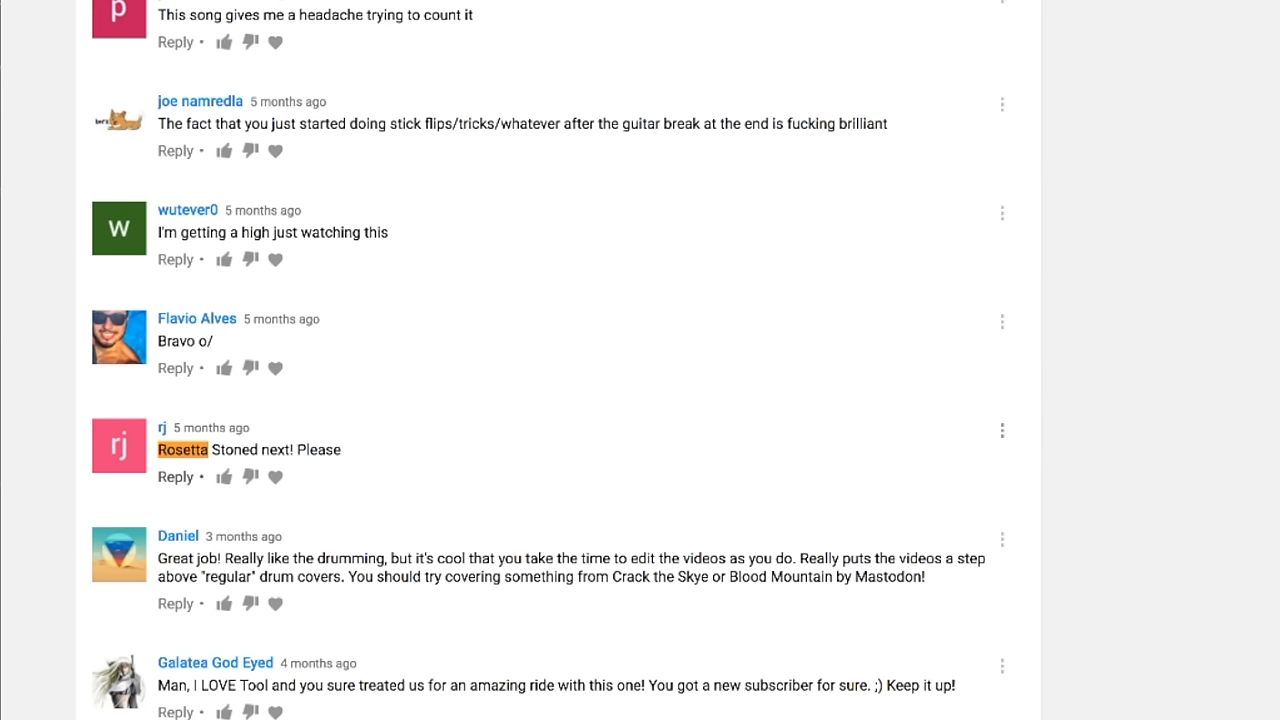 p
This song gives me a headache trying to count it
Reply •
joe namredla 5 months ago
The fact that you just started doing stick flips/tricks/whatever after the guitar break at the end is fucking brilliant
Reply •
w
wutever0 5 months ago
I'm getting a high just watching this
Reply •
Flavio Alves 5 months ago
Bravo o/
Reply •
rj
rj 5 months ago
Rosetta Stoned next! Please
Reply •
Daniel 3 months ago
Great job! Really like the drumming, but it's cool that you take the time to edit the videos as you do. Really puts the videos a step
above "regular" drum covers. You should try covering something from Crack the Skye or Blood Mountain by Mastodon!
Reply •
Galatea God Eyed 4 months ago
Man, I LOVE Tool and you sure treated us for an amazing ride with this one! You got a new subscriber for sure. ;) Keep it up!
Reply •